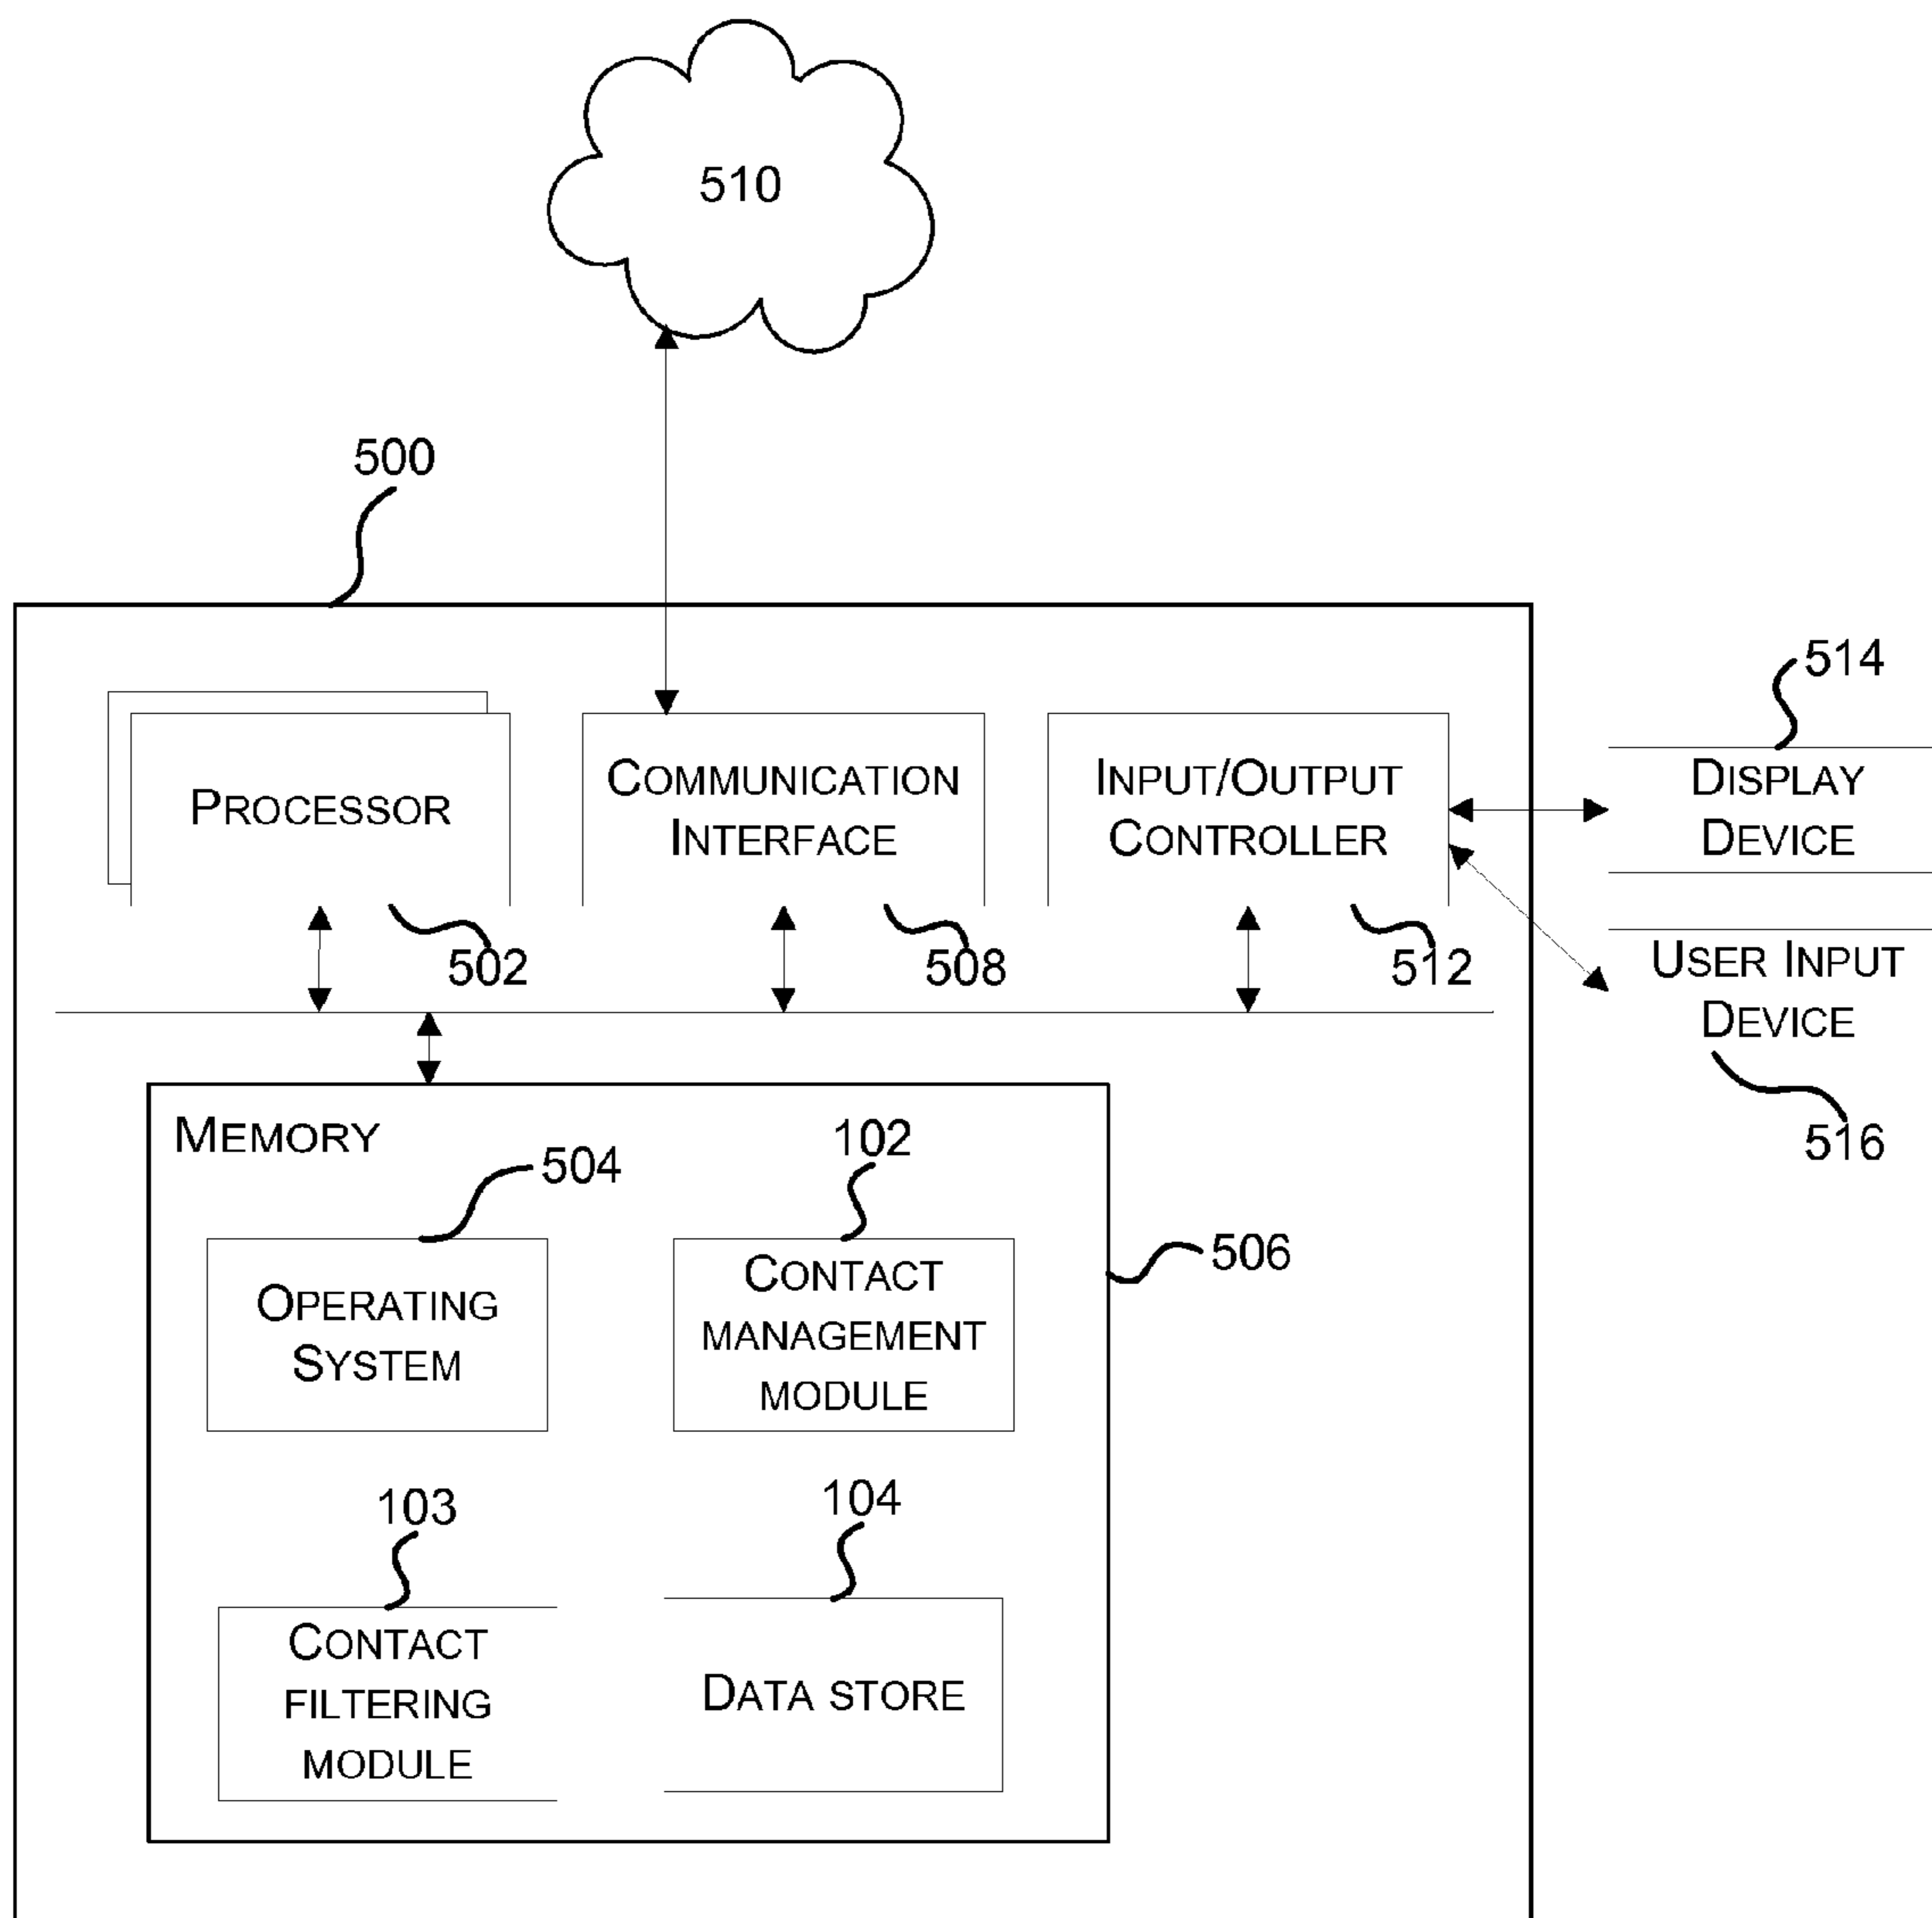 510
500
514
PROCESSOR
COMMUNICATION
INTERFACE
INPUT/OUTPUT
CONTROLLER
DISPLAY
DEVICE
502
508
512
USER INPUT
DEVICE
516
MEMORY
504
102
506
OPERATING
SYSTEM
CONTACT
MANAGEMENT
MODULE
103
104
CONTACT
FILTERING
MODULE
DATA STORE